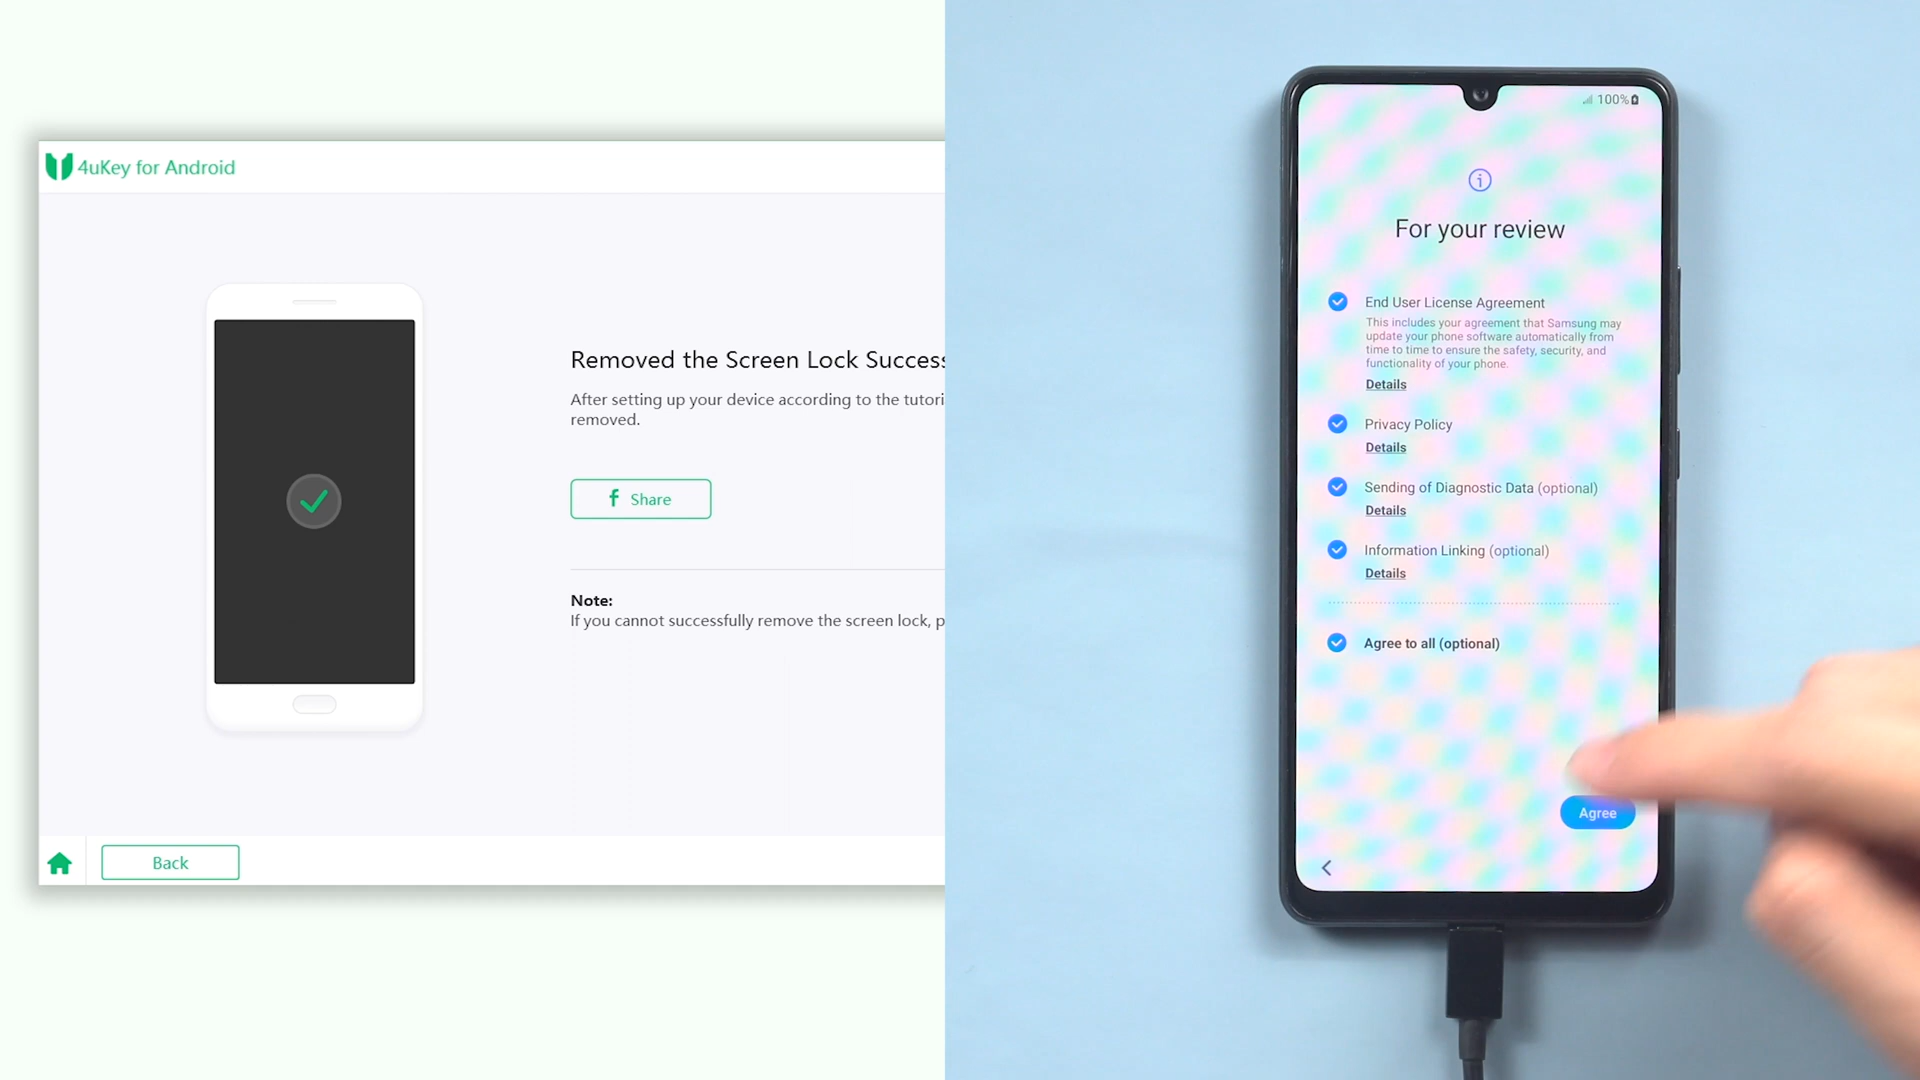 4uKey for Android
Removed the Screen Lock Success
After setting up your device according to the tutori
removed.
f Share
Note:
If you cannot successfully remove the screen lock, p
Back
100%
For your review
End User License Agreement
This includes your agreement that Samsung may
update your phone software automatically from
time to time to ensure the safety, security, and
functionality of your phone.
Details
Privacy Policy
Details
Sending of Diagnostic Data (optional)
Details
Information Linking (optional)
Details
Agree to all (optional)
Agree